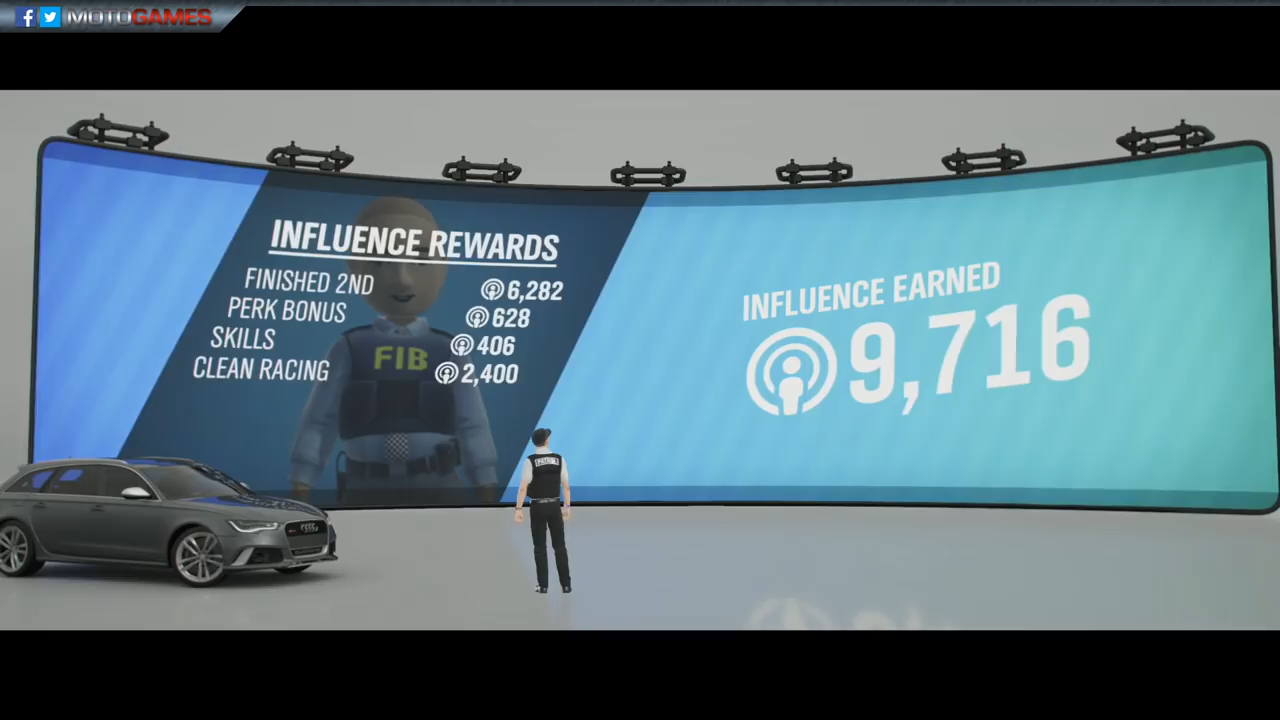 MOTOGAMES
INFLUENCE REWARDS
FINISHED 2ND 6,282
PERK BONUS 628
SKILLS 406
CLEAN RACING 2,400
FIB
INFLUENCE EARNED
9,716